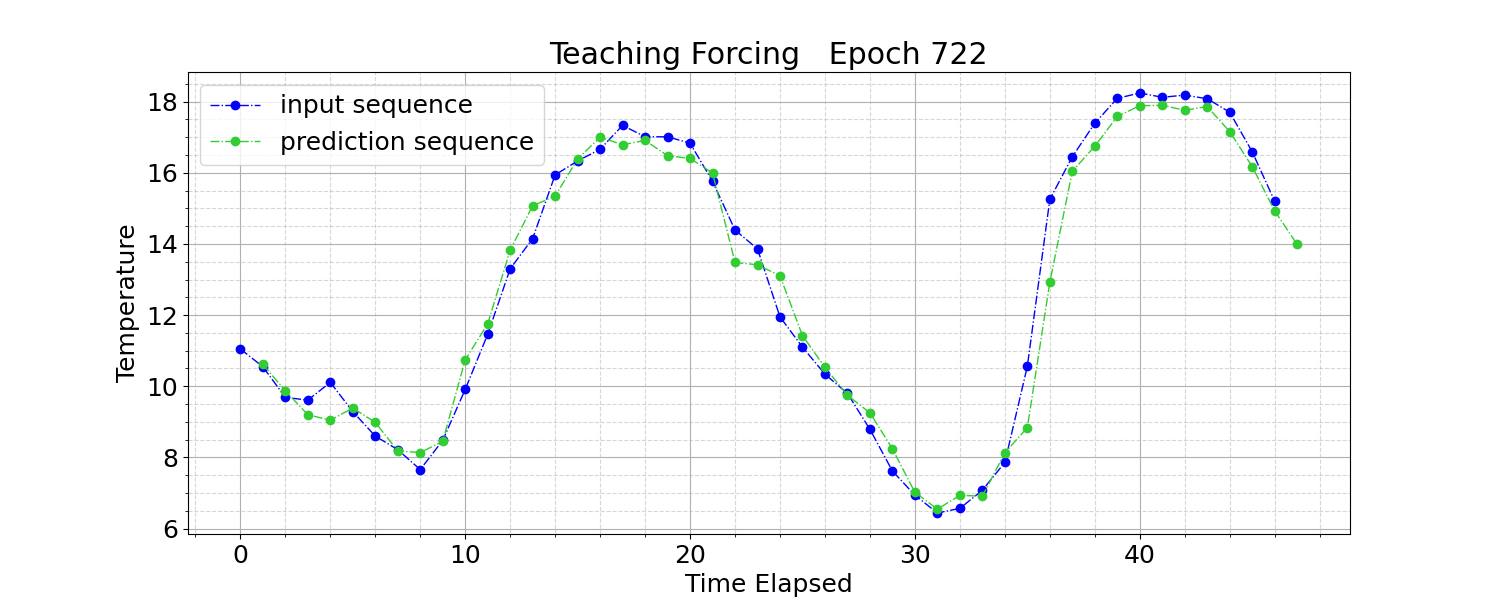 Teaching Forcing   Epoch 722
input sequence
prediction sequence
18
16
14
12
10
8
6
Temperature
0
10
20
30
40
Time Elapsed